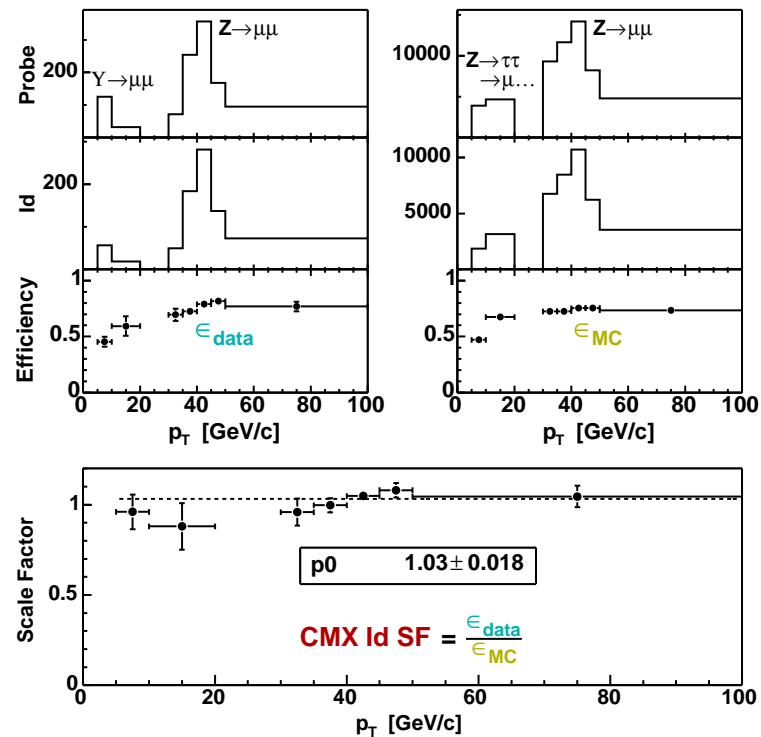 Probe
200
Υ→μμ
Z→μμ
10000
Z→ττ
→μ...
Z→μμ
Id
200
10000
5000
Efficiency
1
0.5
0
∈data
0 20 40 60 80 100
pT [GeV/c]
1
0.5
0
∈MC
0 20 40 60 80 100
pT [GeV/c]
Scale Factor
1
0.5
0
p0 1.03 ± 0.018
CMX Id SF = ∈data
∈MC
0 20 40 60 80 100
pT [GeV/c]